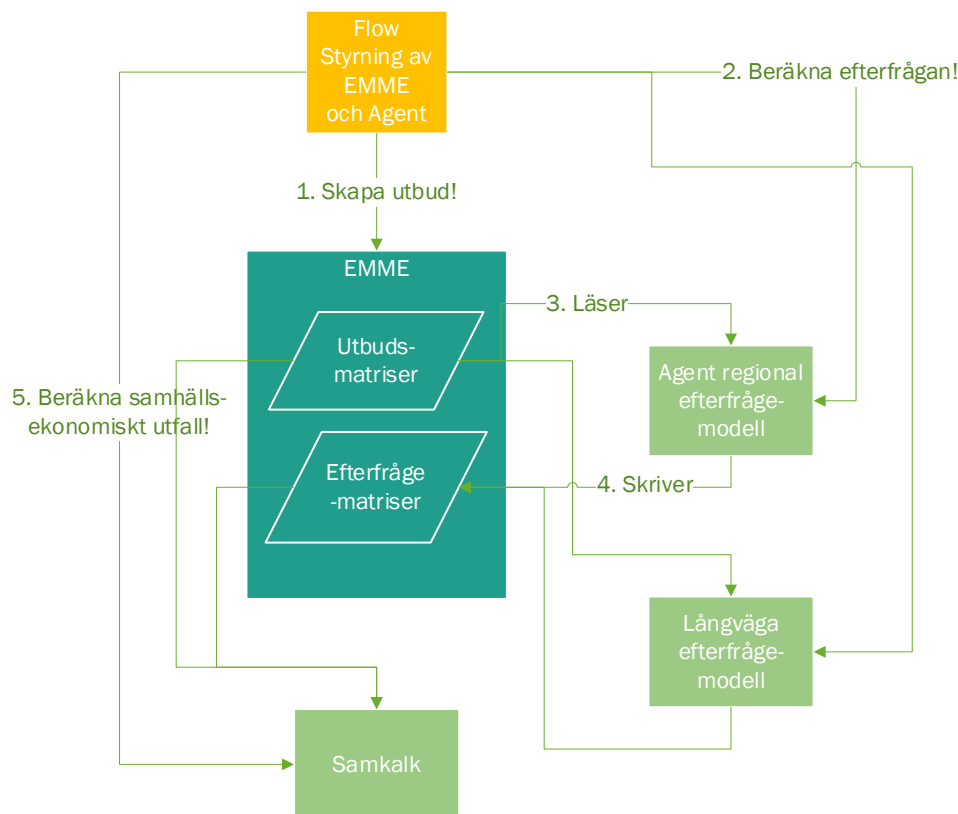 Flow
Styrning av
EMME
och Agent
2. Beräkna efterfrågan!
1. Skapa utbud!
EMME
3. Läser
Utbuds-
matriser
Agent regional
efterfråge-
modell
5. Beräkna samhälls-
ekonomiskt utfall!
Efterfråge
-matriser
4. Skriver
Långväga
efterfråge-
modell
Samkalk